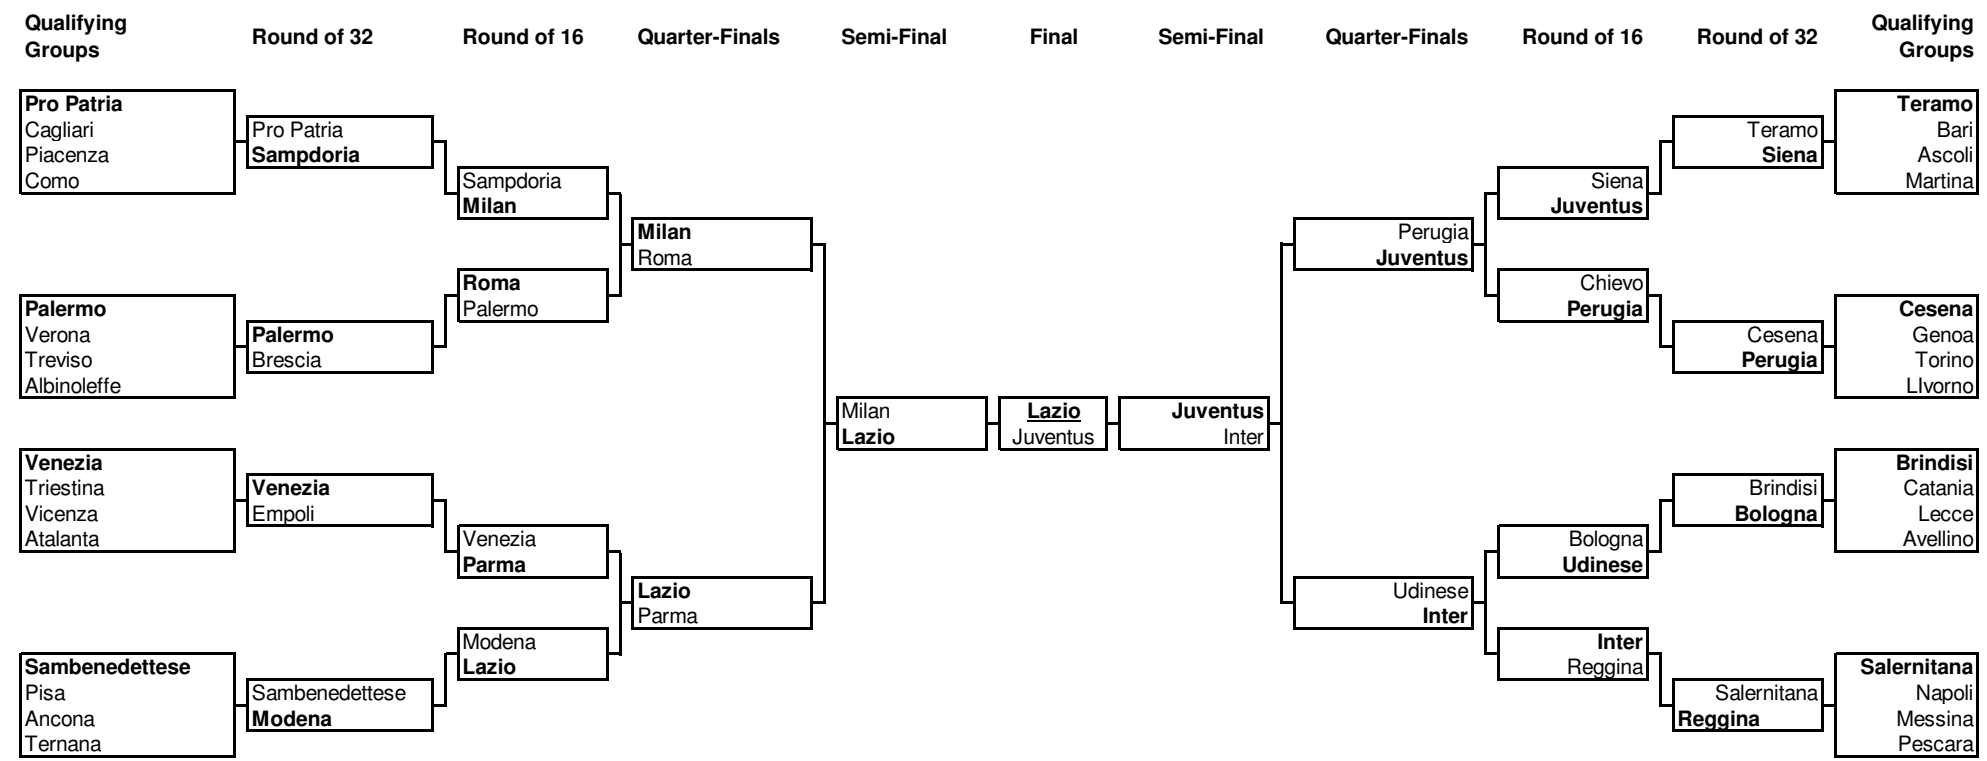 Qualifying
Groups
Round of 32
Round of 16
Quarter-Finals
Semi-Final
Final
Semi-Final
Quarter-Finals
Round of 16
Round of 32
Qualifying
Groups
Pro Patria
Cagliari
Piacenza
Como
Palermo
Verona
Treviso
Albinoleffe
Venezia
Triestina
Vicenza
Atalanta
Sambenedettese
Pisa
Ancona
Ternana
Pro Patria
Sampdoria
Palermo
Brescia
Venezia
Empoli
Sambenedettese
Modena
Sampdoria
Milan
Roma
Palermo
Venezia
Parma
Modena
Lazio
Milan
Roma
Lazio
Parma
Milan
Lazio
Lazio
Juventus
Juventus
Inter
Perugia
Juventus
Udinese
Inter
Siena
Juventus
Chievo
Perugia
Bologna
Udinese
Inter
Reggina
Teramo
Siena
Cesena
Perugia
Brindisi
Bologna
Salernitana
Reggina
Teramo
Bari
Ascoli
Martina
Cesena
Genoa
Torino
LIvorno
Brindisi
Catania
Lecce
Avellino
Salernitana
Napoli
Messina
Pescara